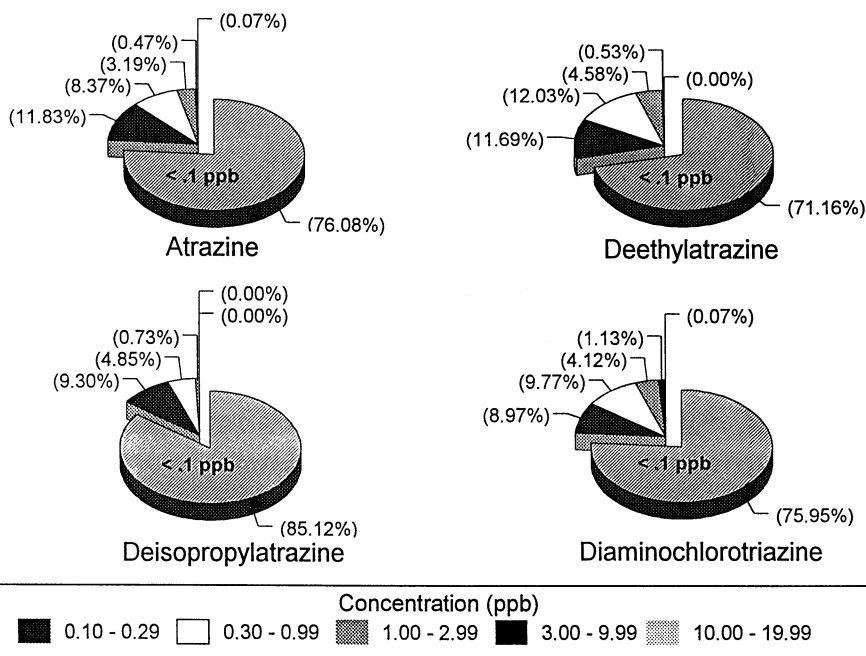 (0.07%)
(0.47%)
(3.19%)
(8.37%)
(11.83%)
< .1 ppb
(76.08%)
Atrazine
(0.53%)
(4.58%)
(0.00%)
(12.03%)
(11.69%)
< .1 ppb
(71.16%)
Deethylatrazine
(0.00%)
(0.00%)
(0.73%)
(4.85%)
(9.30%)
< .1 ppb
(85.12%)
Deisopropylatrazine
(0.07%)
(1.13%)
(4.12%)
(9.77%)
(8.97%)
< .1 ppb
(75.95%)
Diaminochlorotriazine
Concentration (ppb)
0.10 - 0.29 0.30 - 0.99 1.00 - 2.99 3.00 - 9.99 10.00 - 19.99